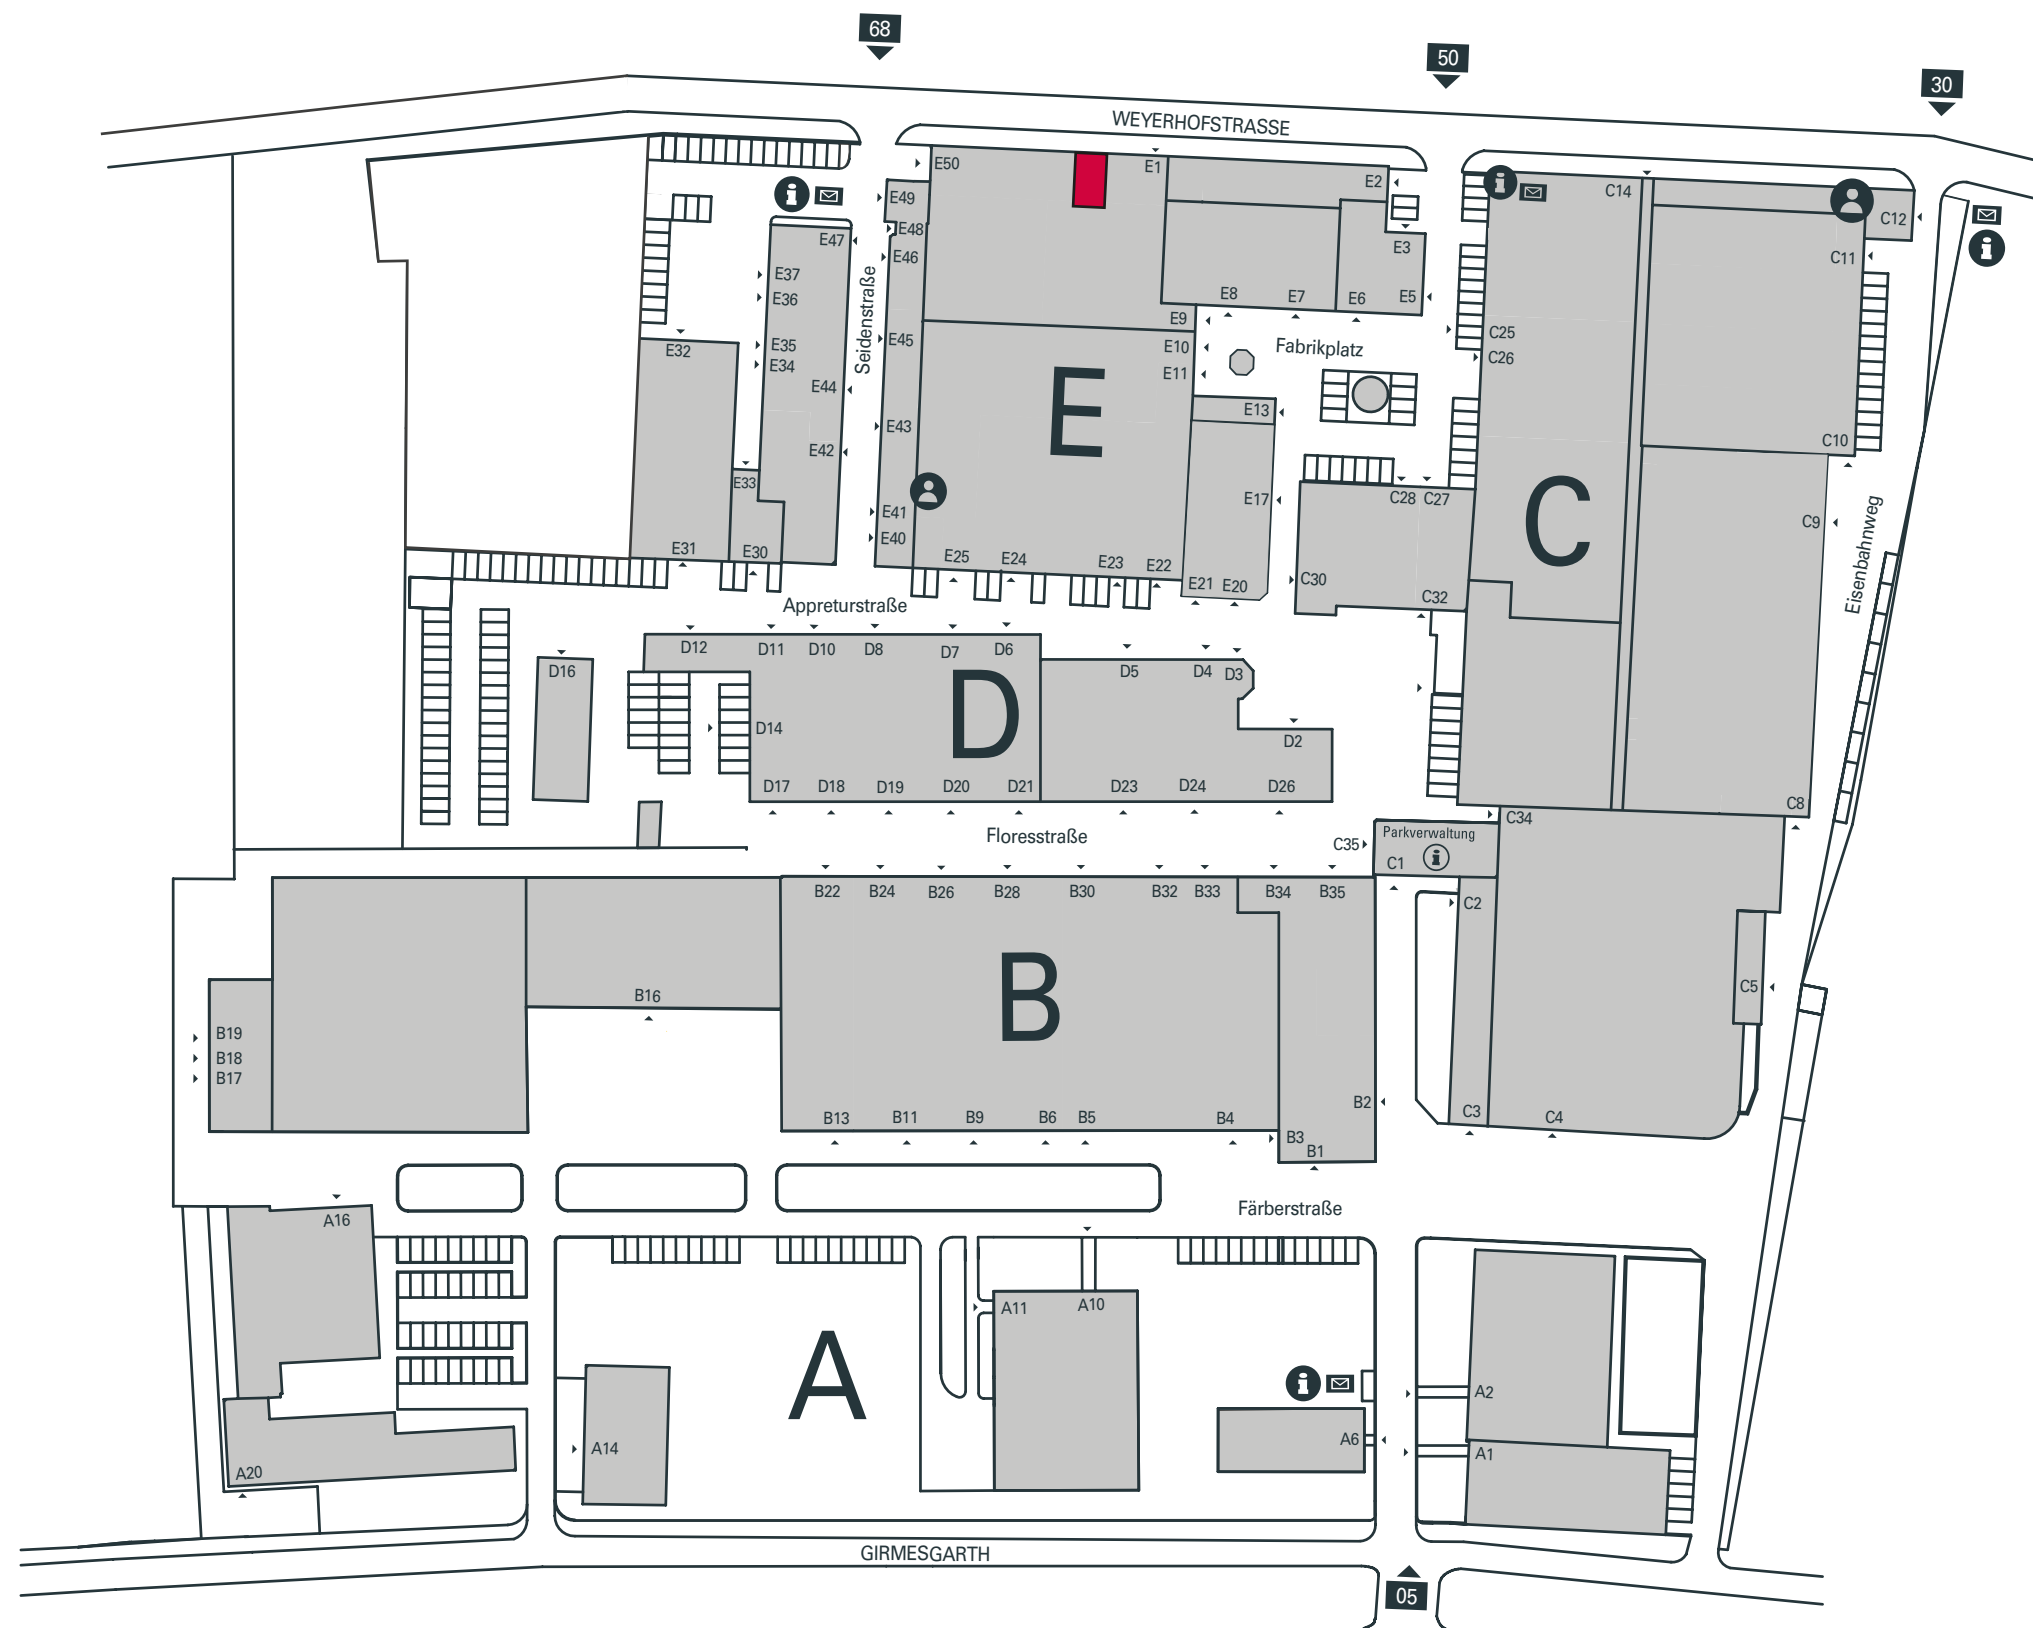 68
50
30
WEYERHOFSTRASSE
E50
E1
E2
C14
E49
C12
E48
E47
E3
E46
C11
E37
E36
E8
E7
E6
E5
E9
C25
E45
E35
E10
Fabrikplatz
E32
C26
E34
E11
Seidenstraße
E44
E13
E
E43
C10
E42
E33
E17
C28
C27
E41
C
C9
E40
E31
E30
E25
E24
E23
E22
E21
E20
C30
C32
Eisenbahnweg
Appreturstraße
D12
D11
D10
D8
D7
D6
D16
D5
D4
D3
D
D14
D2
D17
D18
D19
D20
D21
D23
D24
D26
C8
C34
Floresstraße
Parkverwaltung
C35
C1
B22
B24
B26
B28
B30
B32
B33
B34
B35
C2
B16
B
C5
B19
B18
B17
B2
B13
B11
B9
B6
B5
B4
C3
C4
B3
B1
Färberstraße
A16
A11
A10
A
A2
A14
A6
A1
A20
GIRMESGARTH
05